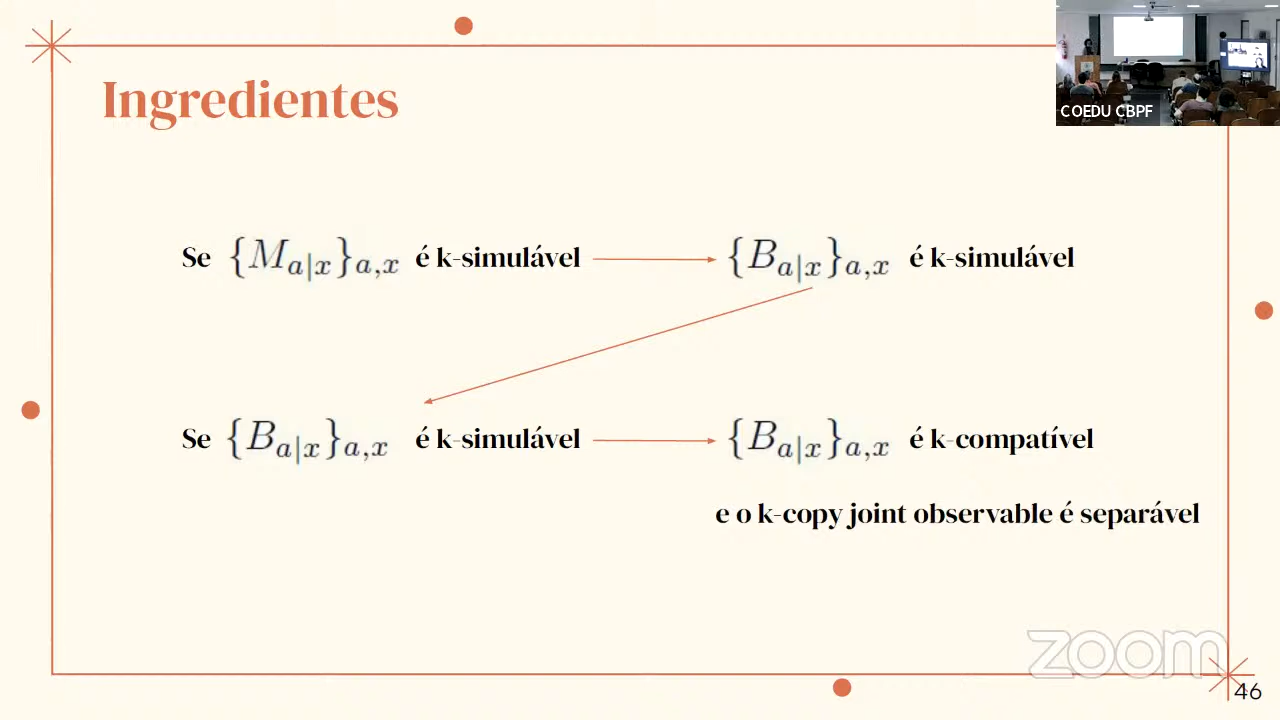 Ingredientes
COEDU CBPF
Se {M_{a|x}}_{a,x} é k-simulável {B_{a|x}}_{a,x} é k-simulável
Se {B_{a|x}}_{a,x} é k-simulável {B_{a|x}}_{a,x} é k-compatível
e o k-copy joint observable é separável
zoom
46